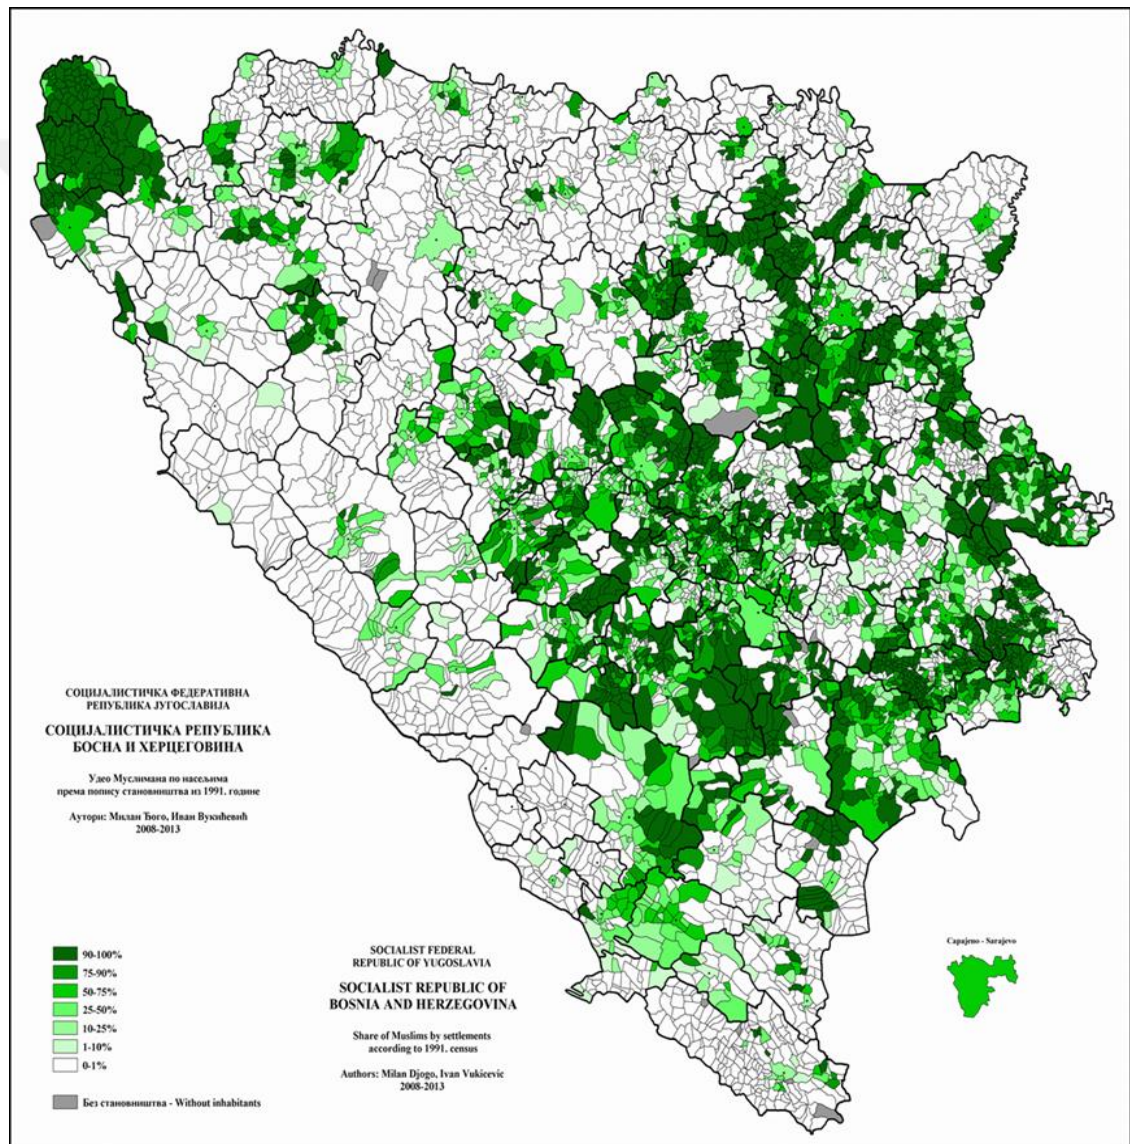 СОЦИЈАЛИСТИЧКА ФЕДЕРАТИВНА
РЕПУБЛИКА ЈУГОСЛАВИЈА
СОЦИЈАЛИСТИЧКА РЕПУБЛИКА
БОСНА И ХЕРЦЕГОВИНА
Удео Муслимана по насељима
према попису становништва из 1991. године
Аутори: Милан Ђого, Иван Вукићевић
2008-2013
90-100%
75-90%
50-75%
25-50%
10-25%
1-10%
0-1%
Без становништва - Without inhabitants
SOCIALIST FEDERAL
REPUBLIC OF YUGOSLAVIA
SOCIALIST REPUBLIC OF
BOSNIA AND HERZEGOVINA
Share of Muslims by settlements
according to 1991. census
Authors: Milan Djogo, Ivan Vukicevic
2008-2013
Сарајево - Sarajevo